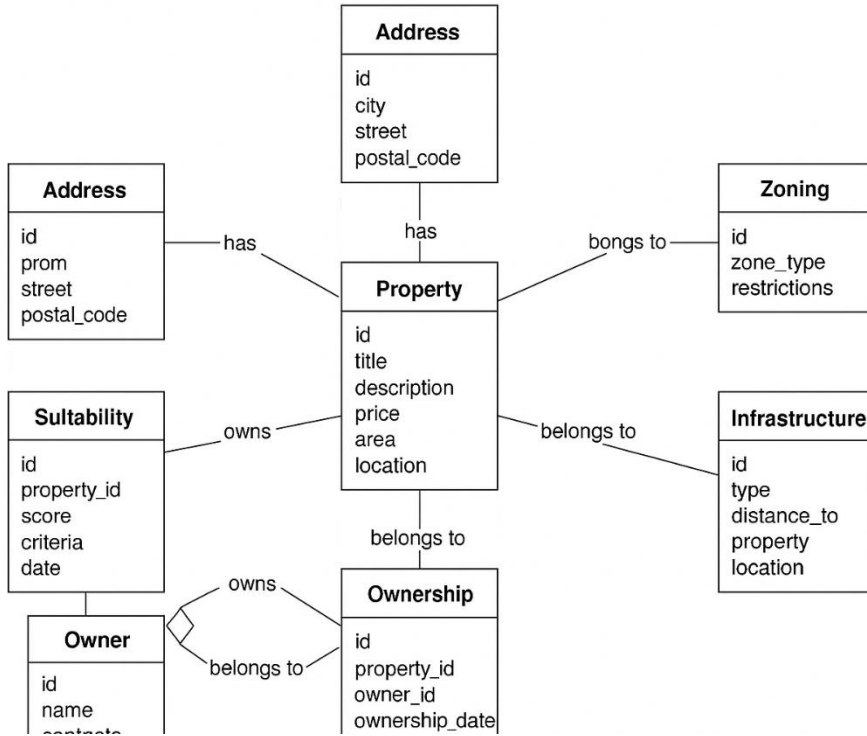 Address
id
city
street
postal_code
Address
id
prom
street
postal_code
has
has
bongs to
Zoning
id
zone_type
restrictions
Property
id
title
description
price
area
location
Sultability
id
property_id
score
criteria
date
owns
belongs to
Infrastructure
id
type
distance_to
property
location
belongs to
owns
belongs to
Owner
id
name
Ownership
id
property_id
owner_id
ownership_date